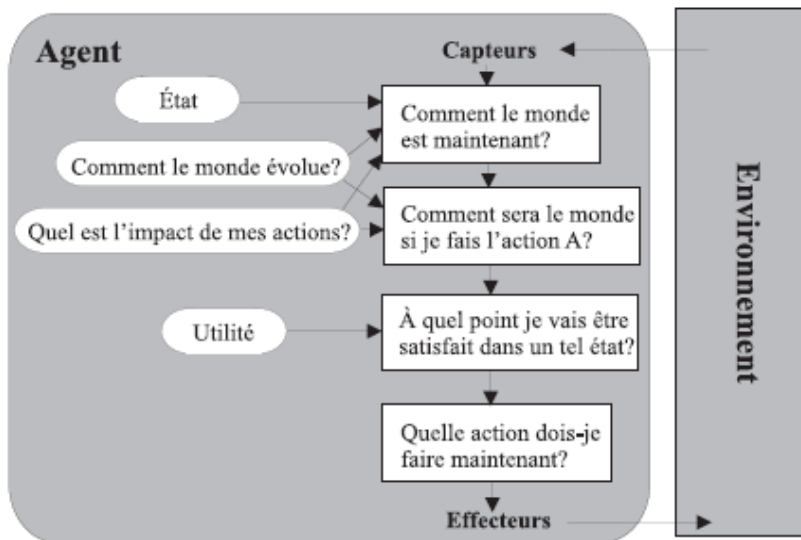 Agent
Capteurs
État
Comment le monde
est maintenant?
Comment le monde évolue?
Quel est l'impact de mes actions?
Comment sera le monde
si je fais l'action A?
Utilité
À quel point je vais être
satisfait dans un tel état?
Quelle action dois-je
faire maintenant?
Effecteurs
Environnement